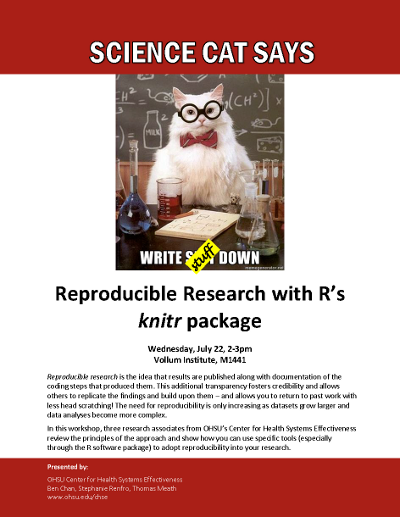 SCIENCE CAT SAYS
WRITE stuff DOWN
memegenerator.net
Reproducible Research with R's
knitr package
Wednesday, July 22, 2-3pm
Vollum Institute, M1441
Reproducible research is the idea that results are published along with documentation of the
coding steps that produced them. This additional transparency fosters credibility and allows
others to replicate the findings and build upon them – and allows you to return to past work with
less head scratching! The need for reproducibility is only increasing as datasets grow larger and
data analyses become more complex.
In this workshop, three research associates from OHSU's Center for Health Systems Effectiveness
review the principles of the approach and show how you can use specific tools (especially
through the R software package) to adopt reproducibility into your research.
Presented by:
OHSU Center for Health Systems Effectiveness
Ben Chan, Stephanie Renfro, Thomas Meath
www.ohsu.edu/chse